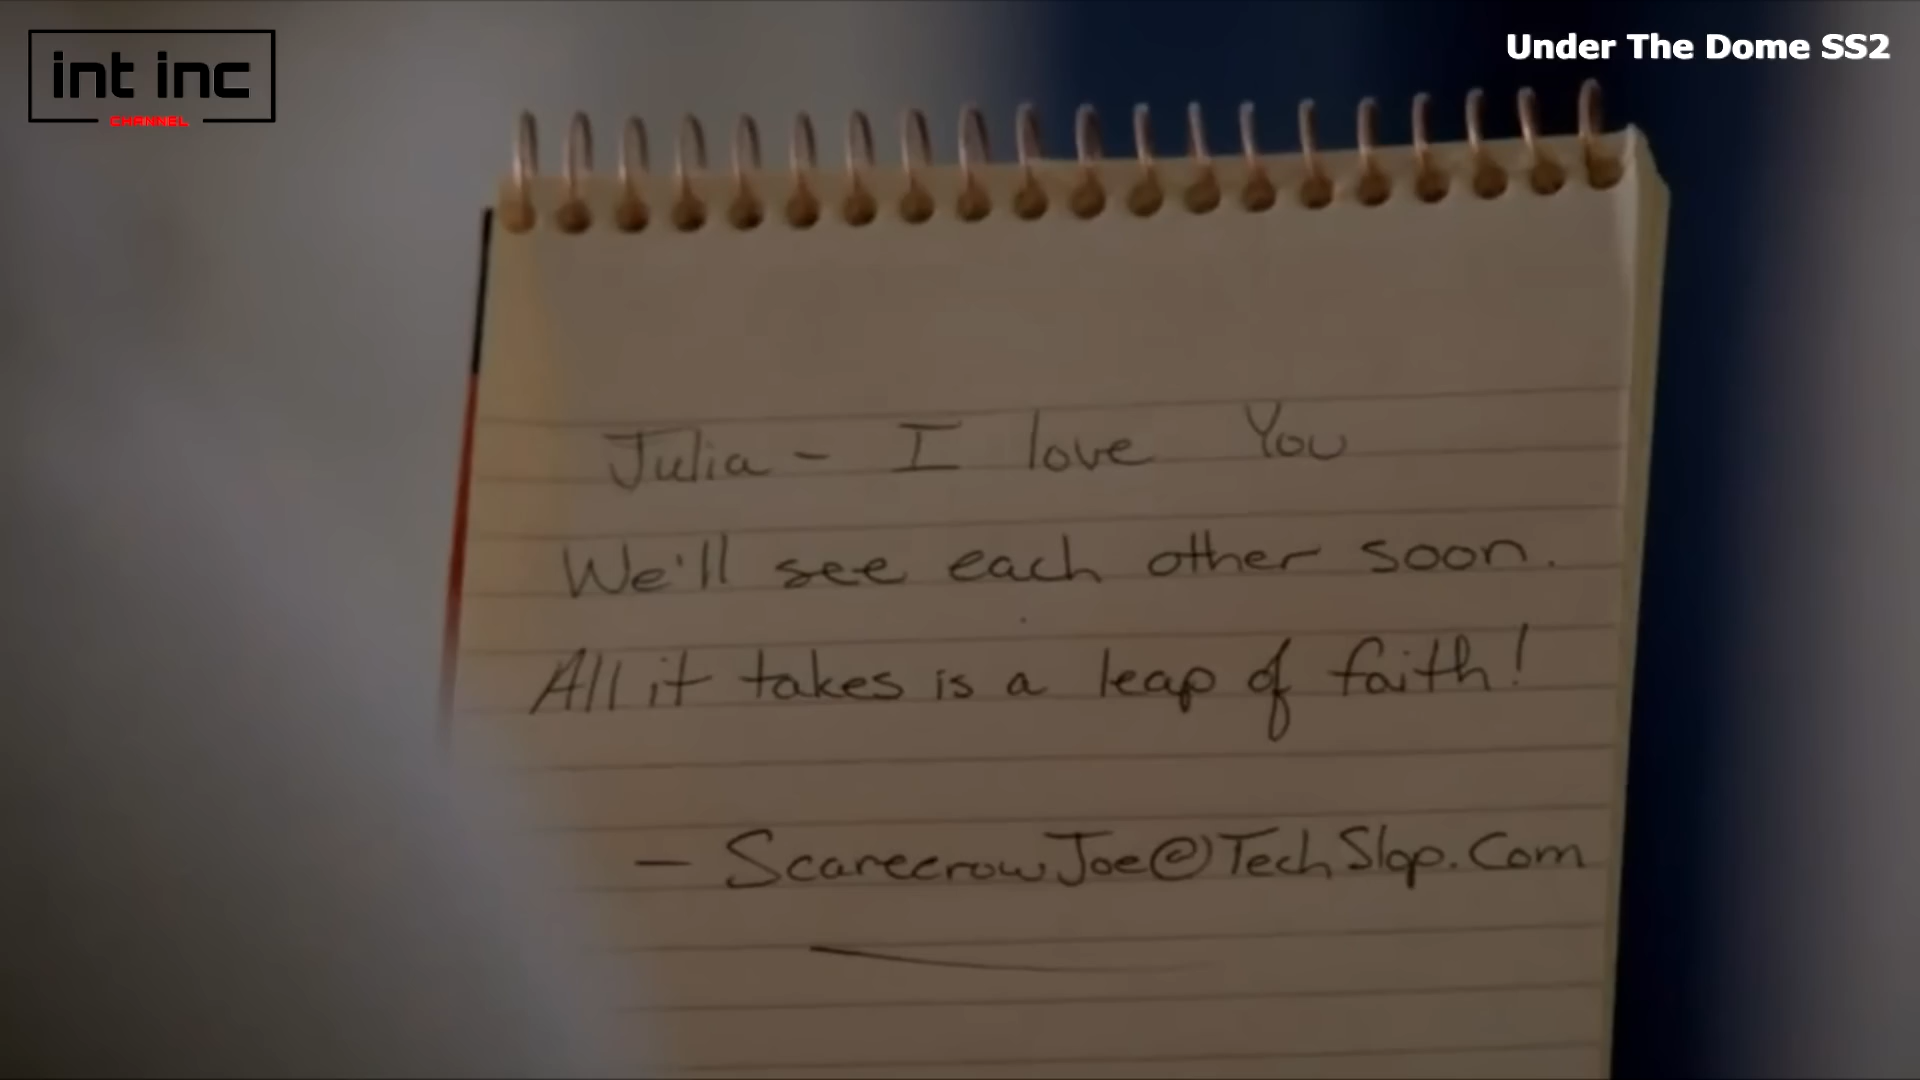 int inc
CHANNEL
Under The Dome SS2
Julia - I love You
We'll see each other soon.
All it takes is a leap of faith!
- ScarecrowJoe@TechSlop.Com